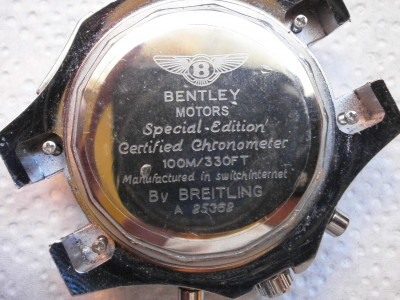 B
BENTLEY
MOTORS
Special-Edition
Certified Chronometer
100M/330FT
Manufactured in switchInternet
By BREITLING
A 25362